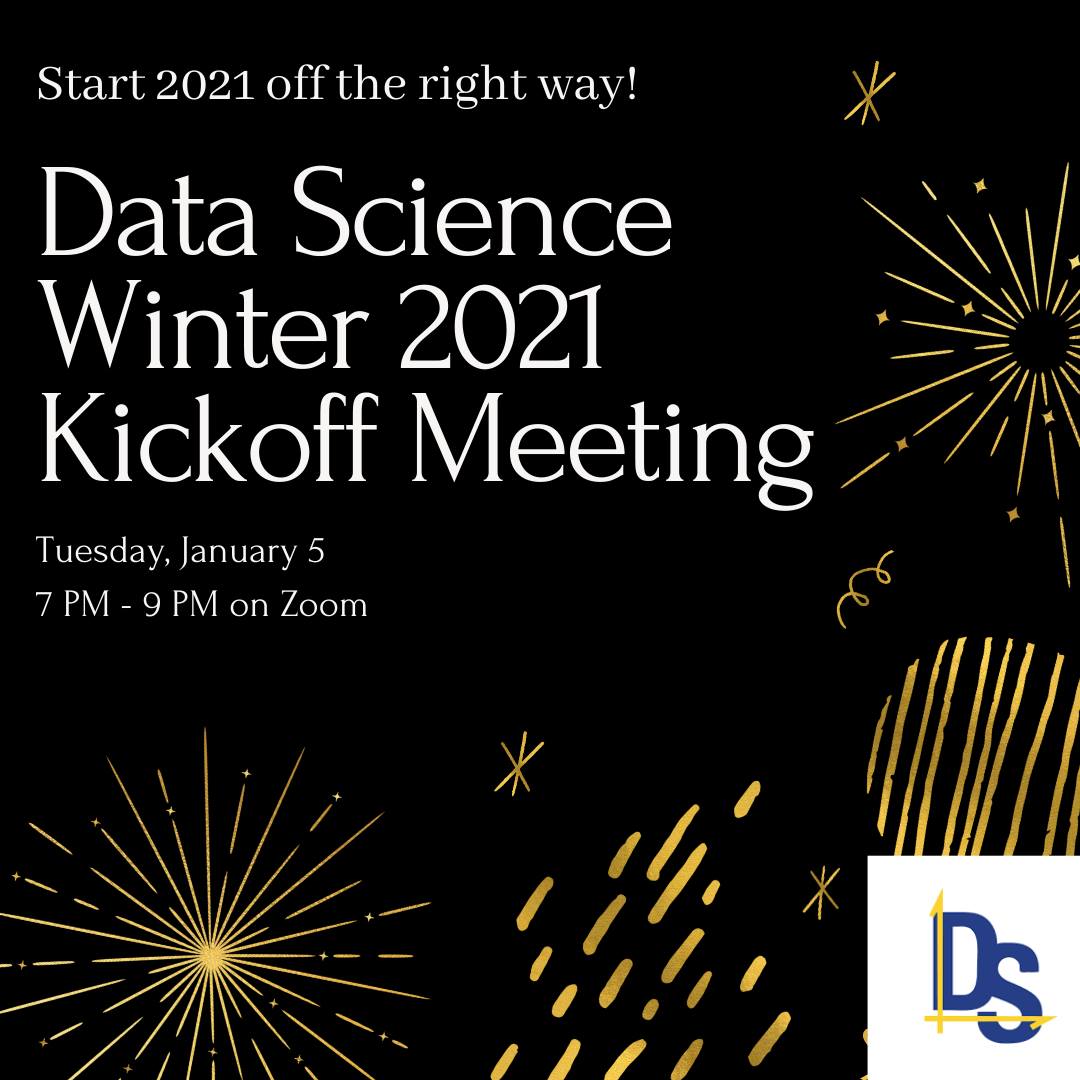 Start 2021 off the right way!
Data Science
Winter 2021
Kickoff Meeting
Tuesday, January 5
7 PM - 9 PM on Zoom
DS